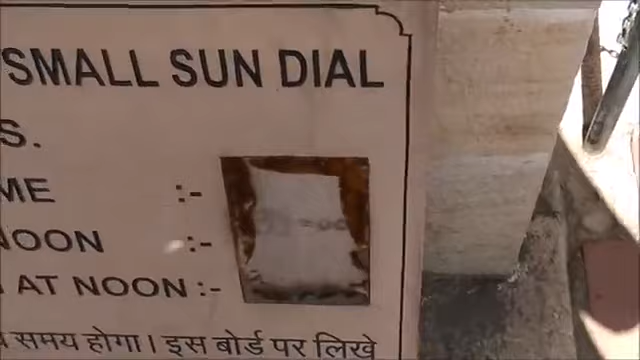 SMALL SUN DIAL
S.
ME :-
NOON :-
AT NOON :-
समय होगा। इस बोर्ड पर लिखे